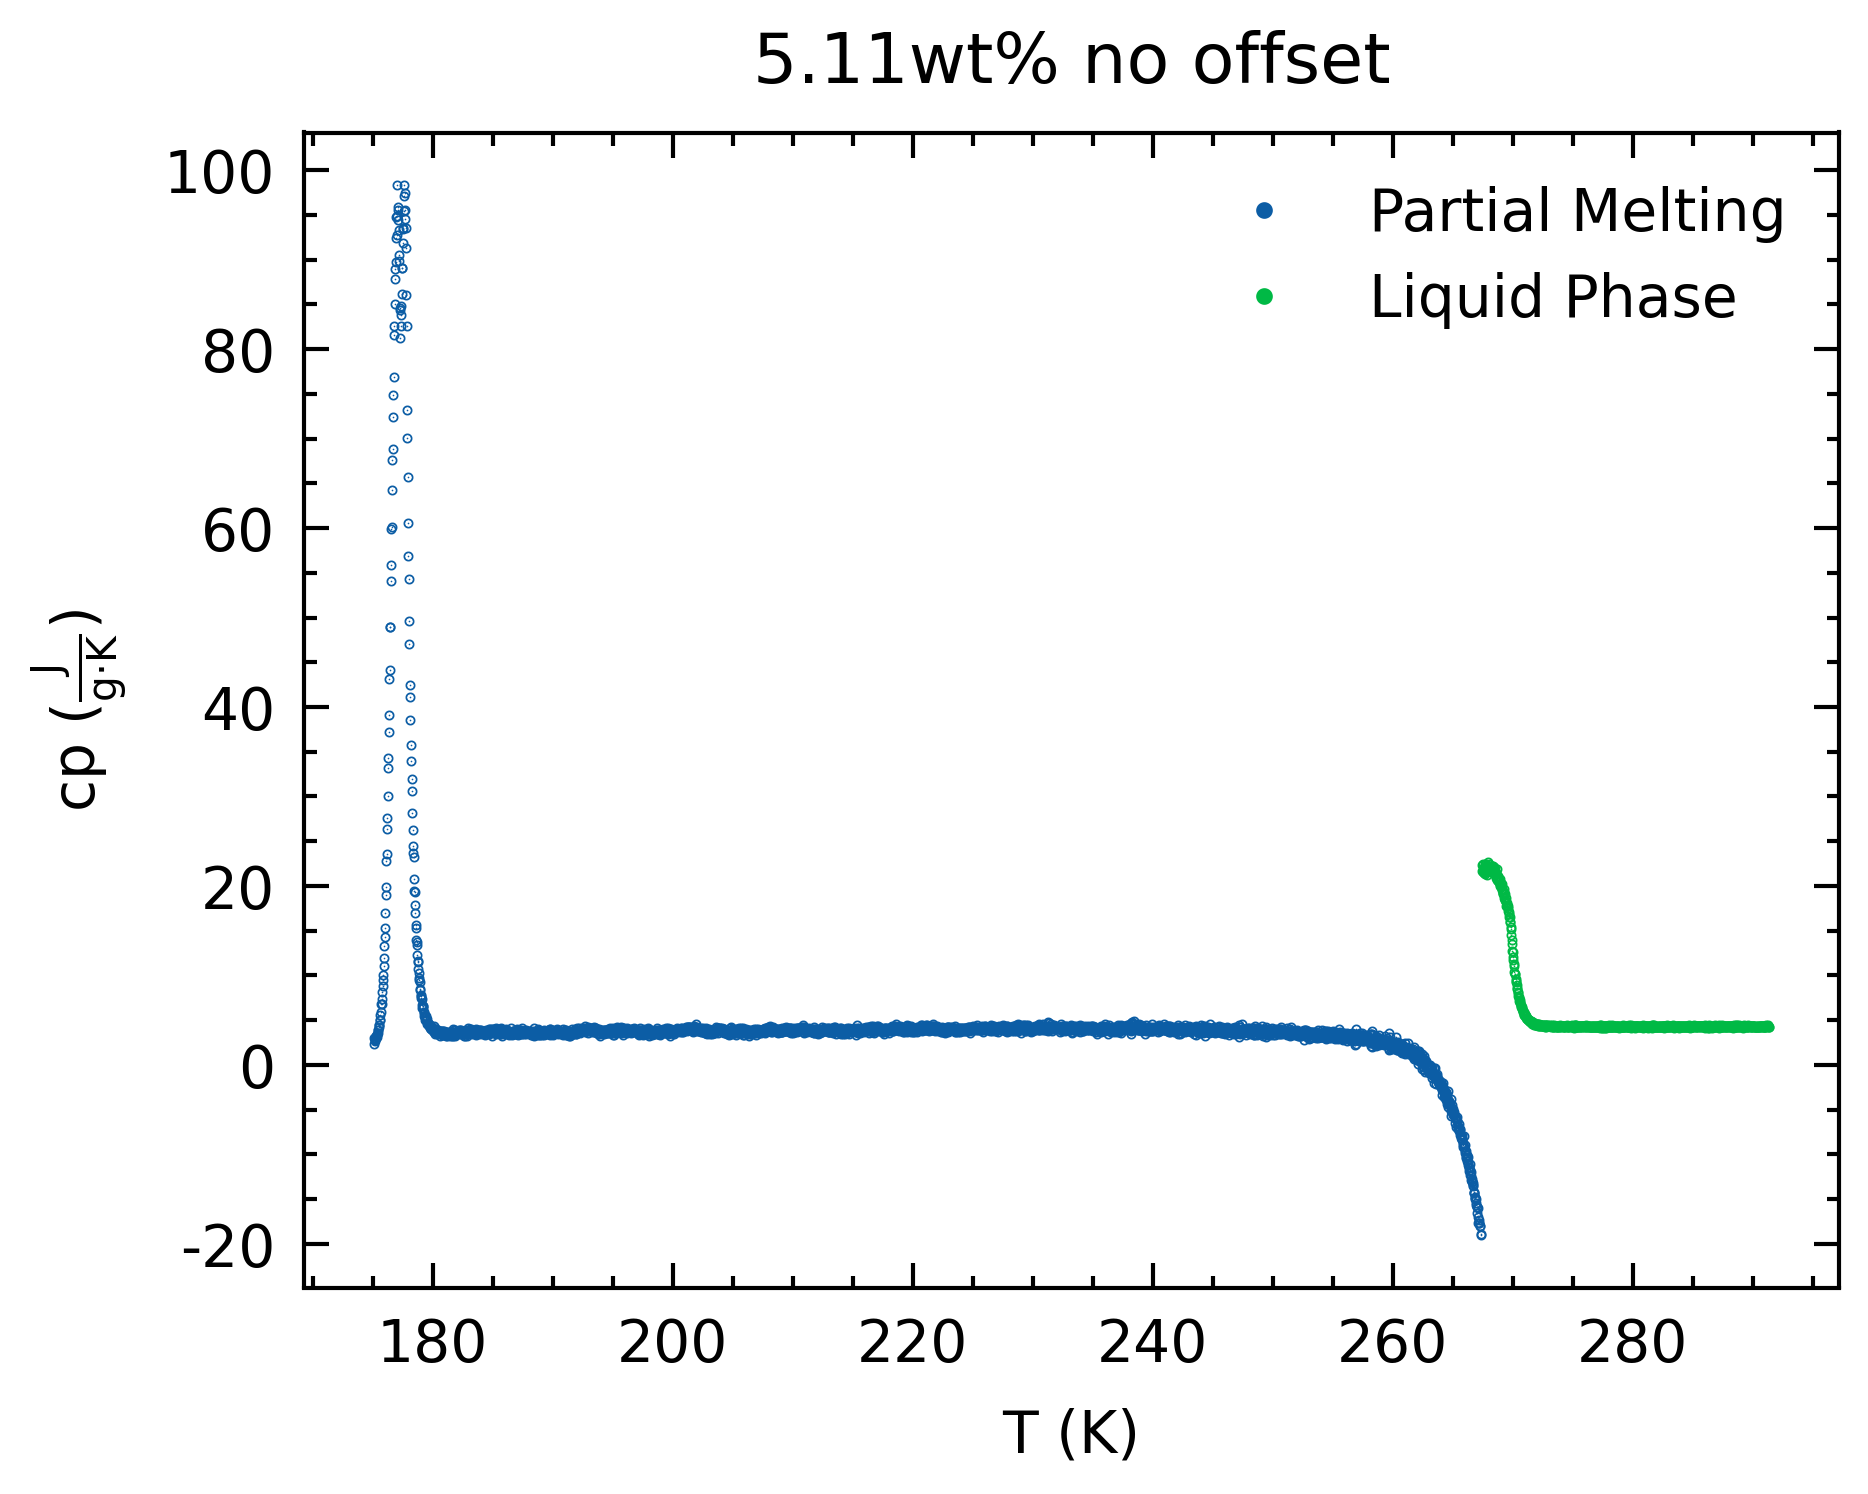 5.11wt% no offset
100
80
60
40
20
0
-20
cp (J/g·K)
Partial Melting
Liquid Phase
180 200 220 240 260 280
T (K)